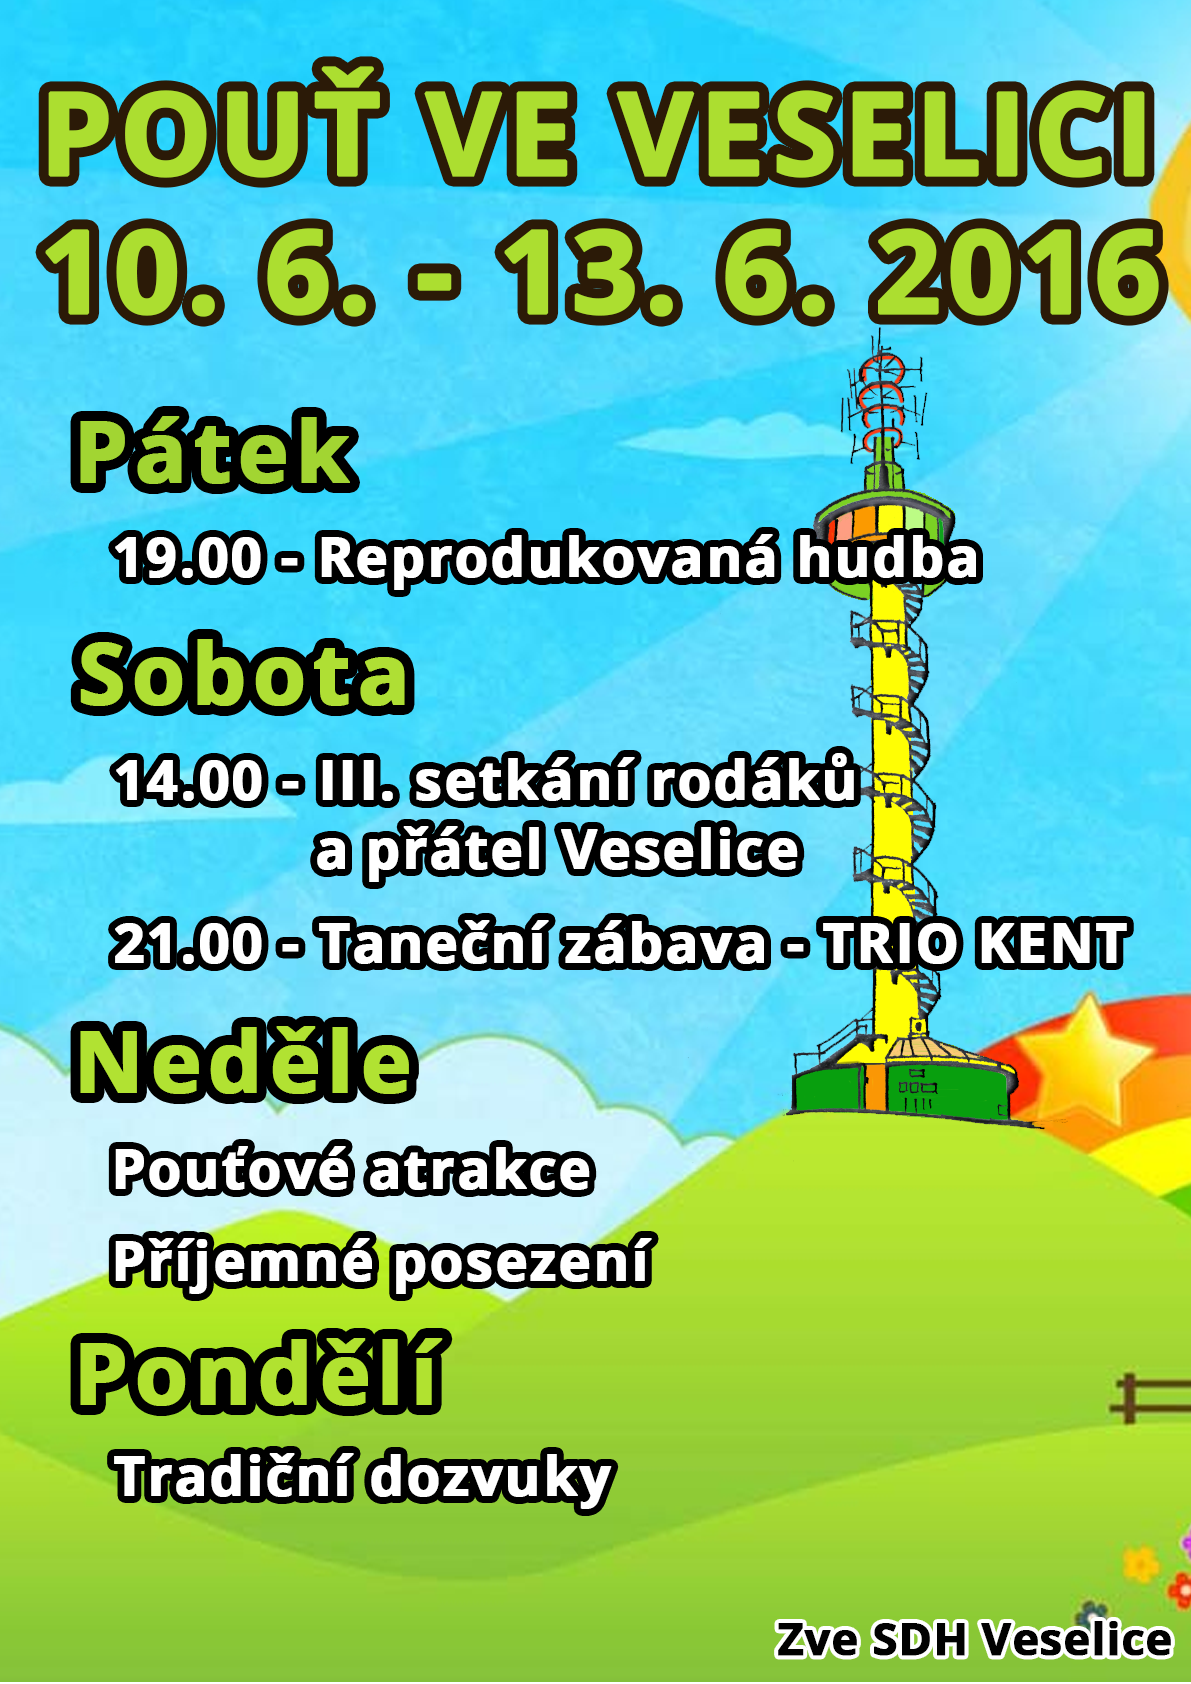 POUŤ VE VESELICI
10. 6. - 13. 6. 2016
Pátek
19.00 - Reprodukovaná hudba
Sobota
14.00 - III. setkání rodáků
a přátel Veselice
21.00 - Taneční zábava - TRIO KENT
Neděle
Pouťové atrakce
Příjemné posezení
Pondělí
Tradiční dozvuky
Zve SDH Veselice